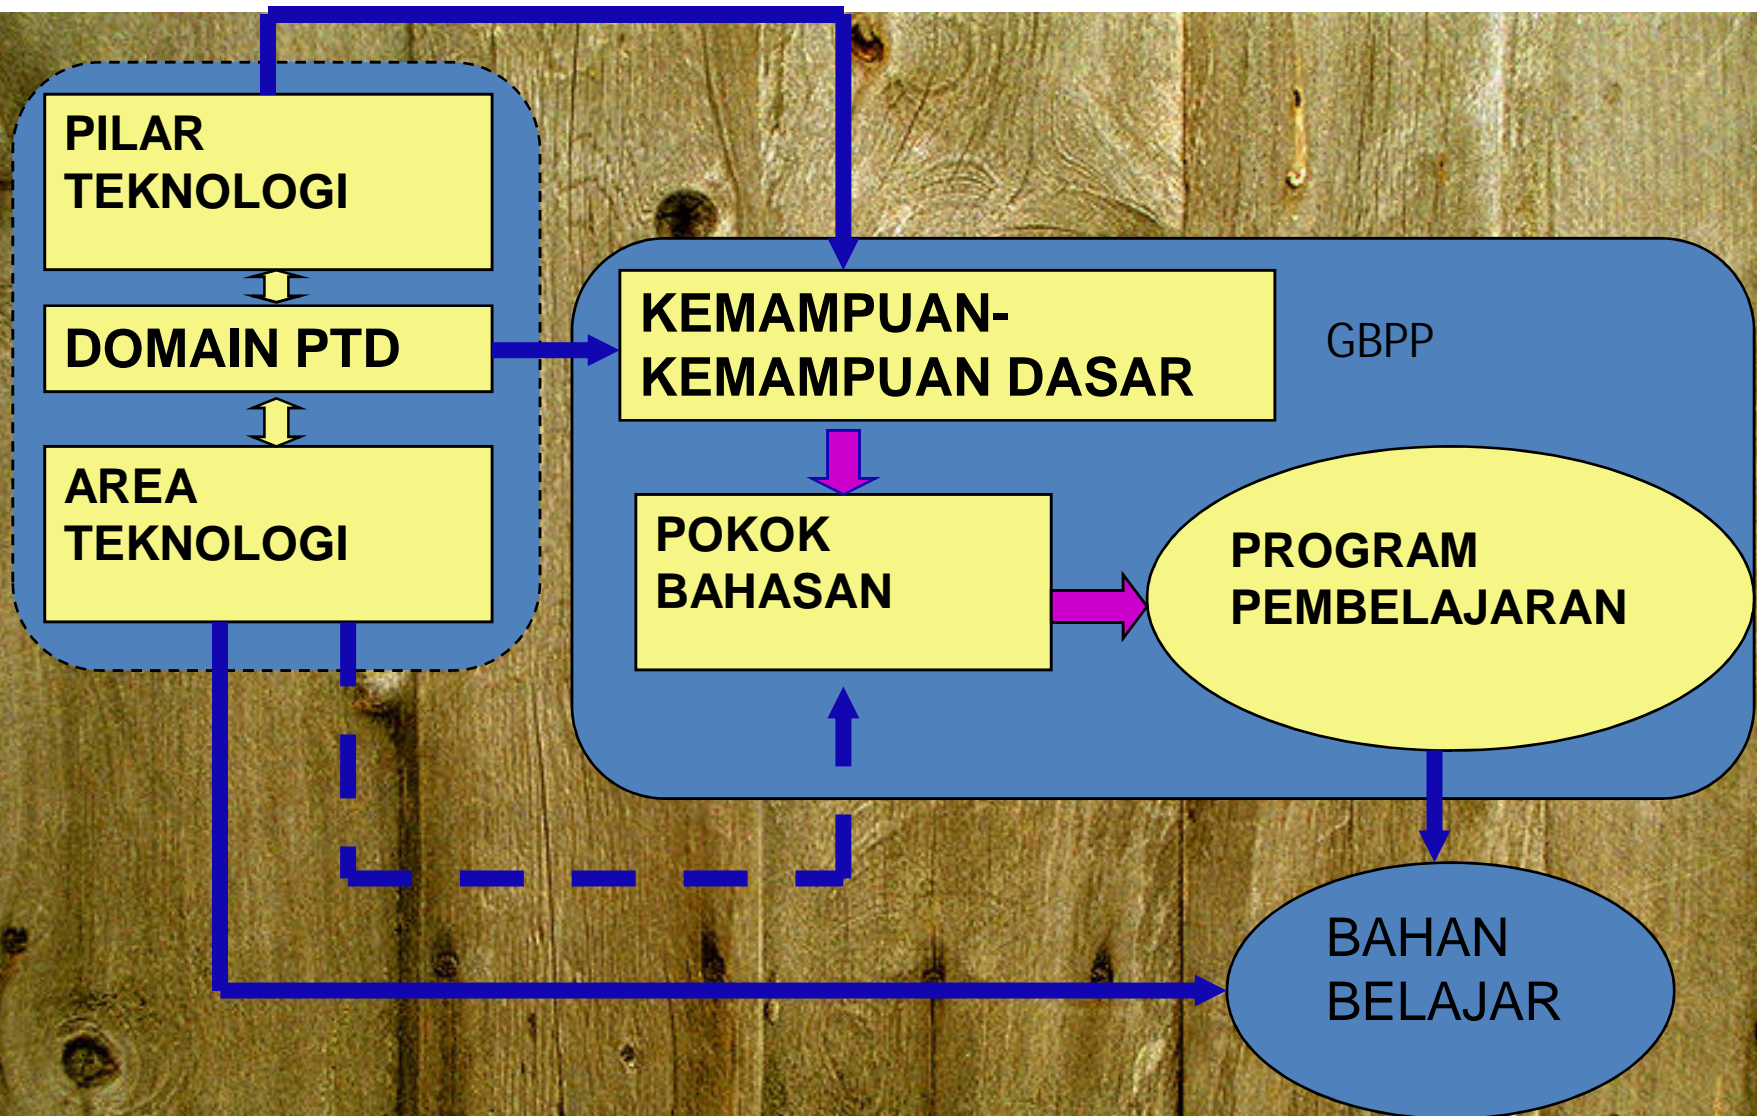 PILAR
TEKNOLOGI
DOMAIN PTD
AREA
TEKNOLOGI
KEMAMPUAN-
KEMAMPUAN DASAR
GBPP
POKOK
BAHASAN
PROGRAM
PEMBELAJARAN
BAHAN
BELAJAR